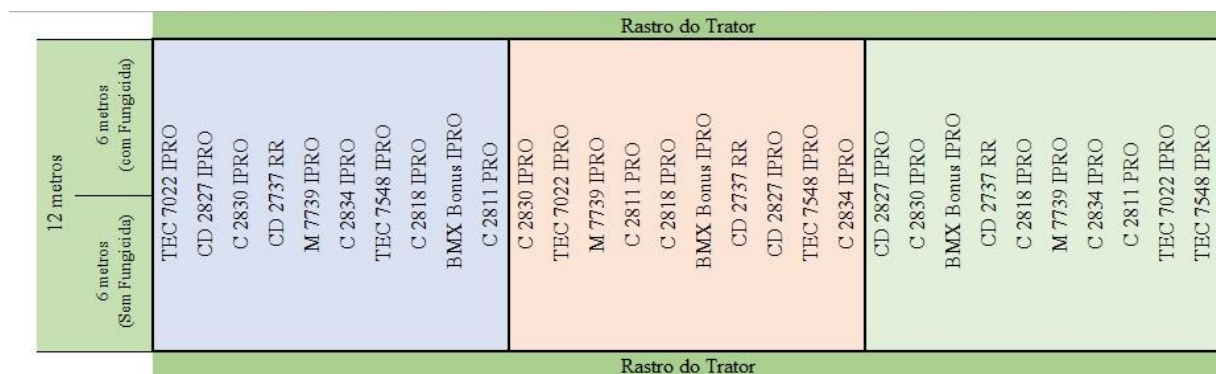 Rastro do Trator
12 metros
6 metros
(com Fungicida)
6 metros
(Sem Fungicida)
TEC 7022 IPRO
CD 2827 IPRO
C 2830 IPRO
CD 2737 RR
M 7739 IPRO
C 2834 IPRO
TEC 7548 IPRO
C 2818 IPRO
BMX Bonus IPRO
C 2811 PRO
C 2830 IPRO
TEC 7022 IPRO
M 7739 IPRO
C 2811 PRO
C 2818 IPRO
BMX Bonus IPRO
CD 2737 RR
CD 2827 IPRO
TEC 7548 IPRO
C 2834 IPRO
CD 2827 IPRO
C 2830 IPRO
BMX Bonus IPRO
CD 2737 RR
C 2818 IPRO
M 7739 IPRO
C 2834 IPRO
C 2811 PRO
TEC 7022 IPRO
TEC 7548 IPRO
Rastro do Trator